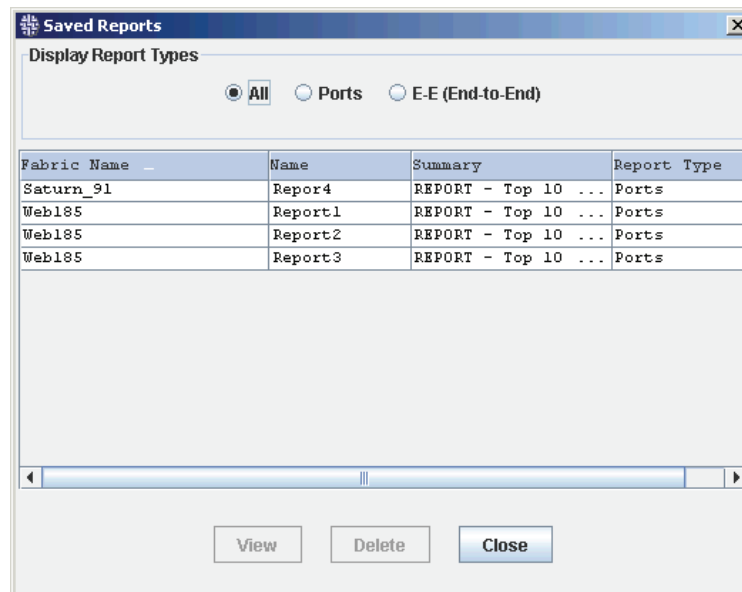 Saved Reports
Display Report Types
All Ports E-E (End-to-End)
Fabric Name Name Summary Report Type
Saturn_91 Repor4 REPORT - Top 10 ... Ports
Web185 Report1 REPORT - Top 10 ... Ports
Web185 Report2 REPORT - Top 10 ... Ports
Web185 Report3 REPORT - Top 10 ... Ports
View Delete Close